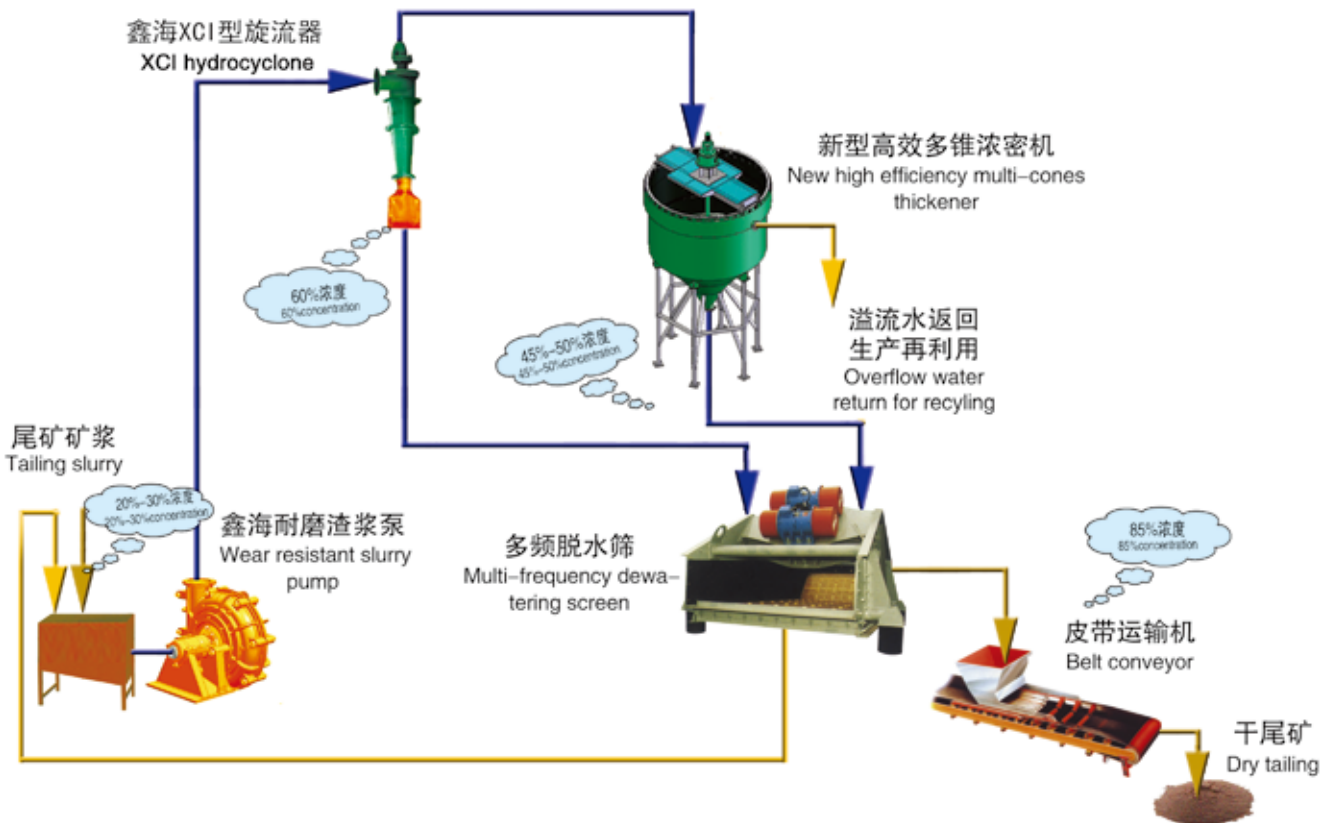 鑫海XCI型旋流器
XCI hydrocyclone
新型高效多锥浓密机
New high efficiency multi-cones
thickener
60%浓度
60%concentration
45%-50%浓度
45%-50%concentration
溢流水返回
生产再利用
Overflow water
return for recyling
尾矿矿浆
Tailing slurry
20%-30%浓度
20%-30%concentration
鑫海耐磨渣浆泵
Wear resistant slurry
pump
多频脱水筛
Multi-frequency dewa-
tering screen
85%浓度
85%concentration
皮带运输机
Belt conveyor
干尾矿
Dry tailing